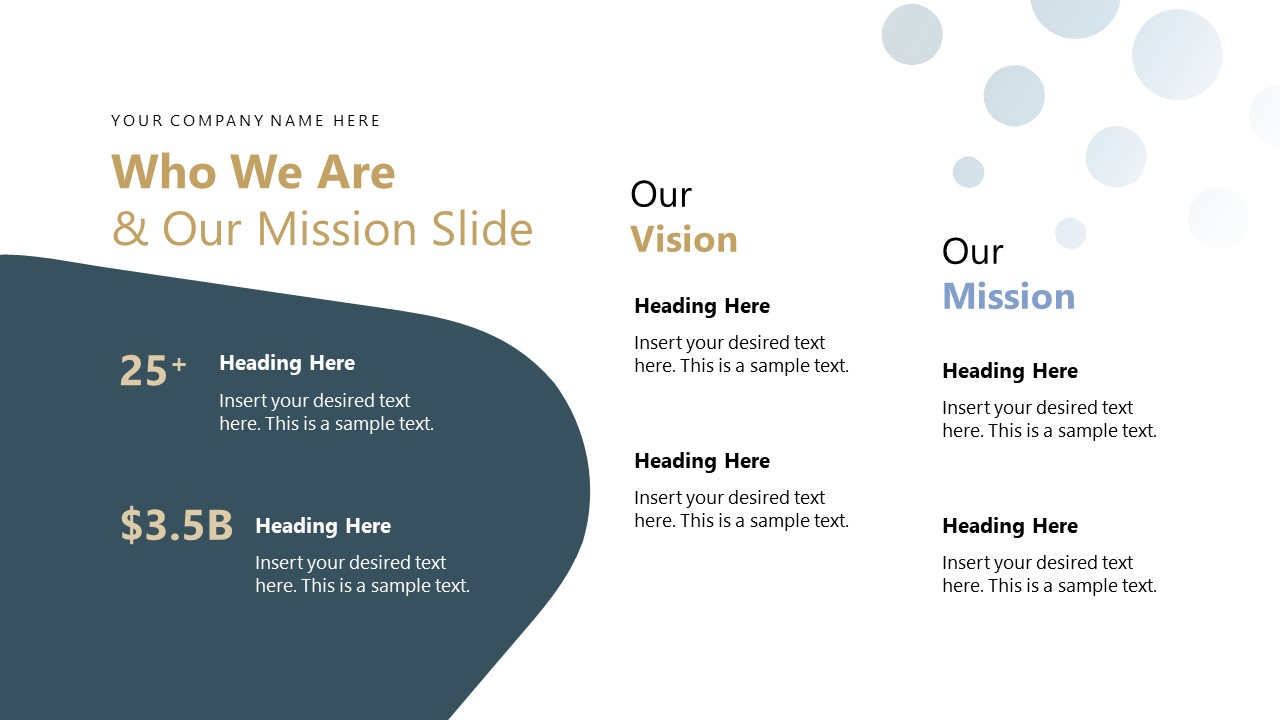 YOUR COMPANY NAME HERE
Who We Are
& Our Mission Slide
25+
Heading Here
Insert your desired text
here. This is a sample text.
$3.5B
Heading Here
Insert your desired text
here. This is a sample text.
Our
Vision
Heading Here
Insert your desired text
here. This is a sample text.
Heading Here
Insert your desired text
here. This is a sample text.
Our
Mission
Heading Here
Insert your desired text
here. This is a sample text.
Heading Here
Insert your desired text
here. This is a sample text.